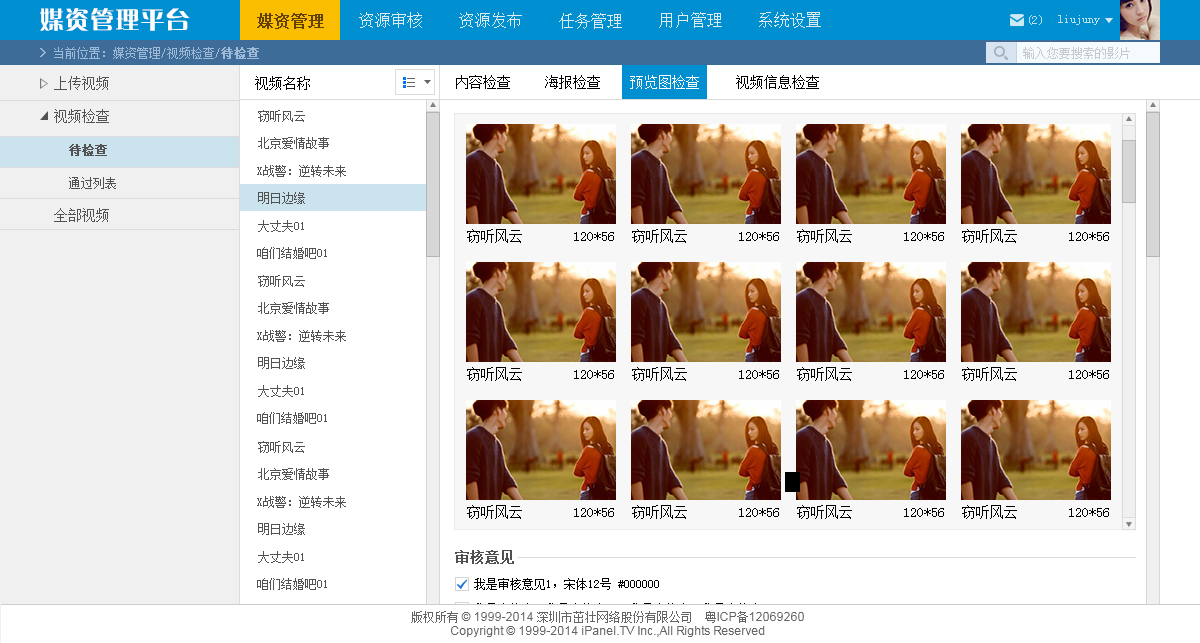 媒资管理平台 媒资管理 资源审核 资源发布 任务管理 用户管理 系统设置 (2) liujuny
当前位置：媒资管理/视频检查/待检查 输入您要搜索的影片
上传视频
视频检查
待检查
通过列表
全部视频
视频名称
窃听风云
北京爱情故事
X战警：逆转未来
明日边缘
大丈夫01
咱们结婚吧01
窃听风云
北京爱情故事
X战警：逆转未来
明日边缘
大丈夫01
咱们结婚吧01
窃听风云
北京爱情故事
X战警：逆转未来
明日边缘
大丈夫01
咱们结婚吧01
内容检查 海报检查 预览图检查 视频信息检查
窃听风云 120*56 窃听风云 120*56 窃听风云 120*56 窃听风云 120*56
窃听风云 120*56 窃听风云 120*56 窃听风云 120*56 窃听风云 120*56
窃听风云 120*56 窃听风云 120*56 窃听风云 120*56 窃听风云 120*56
审核意见
我是审核意见1，宋体12号 #000000
版权所有 © 1999-2014 深圳市茁壮网络股份有限公司 粤ICP备12069260
Copyright © 1999-2014 iPanel.TV Inc.,All Rights Reserved